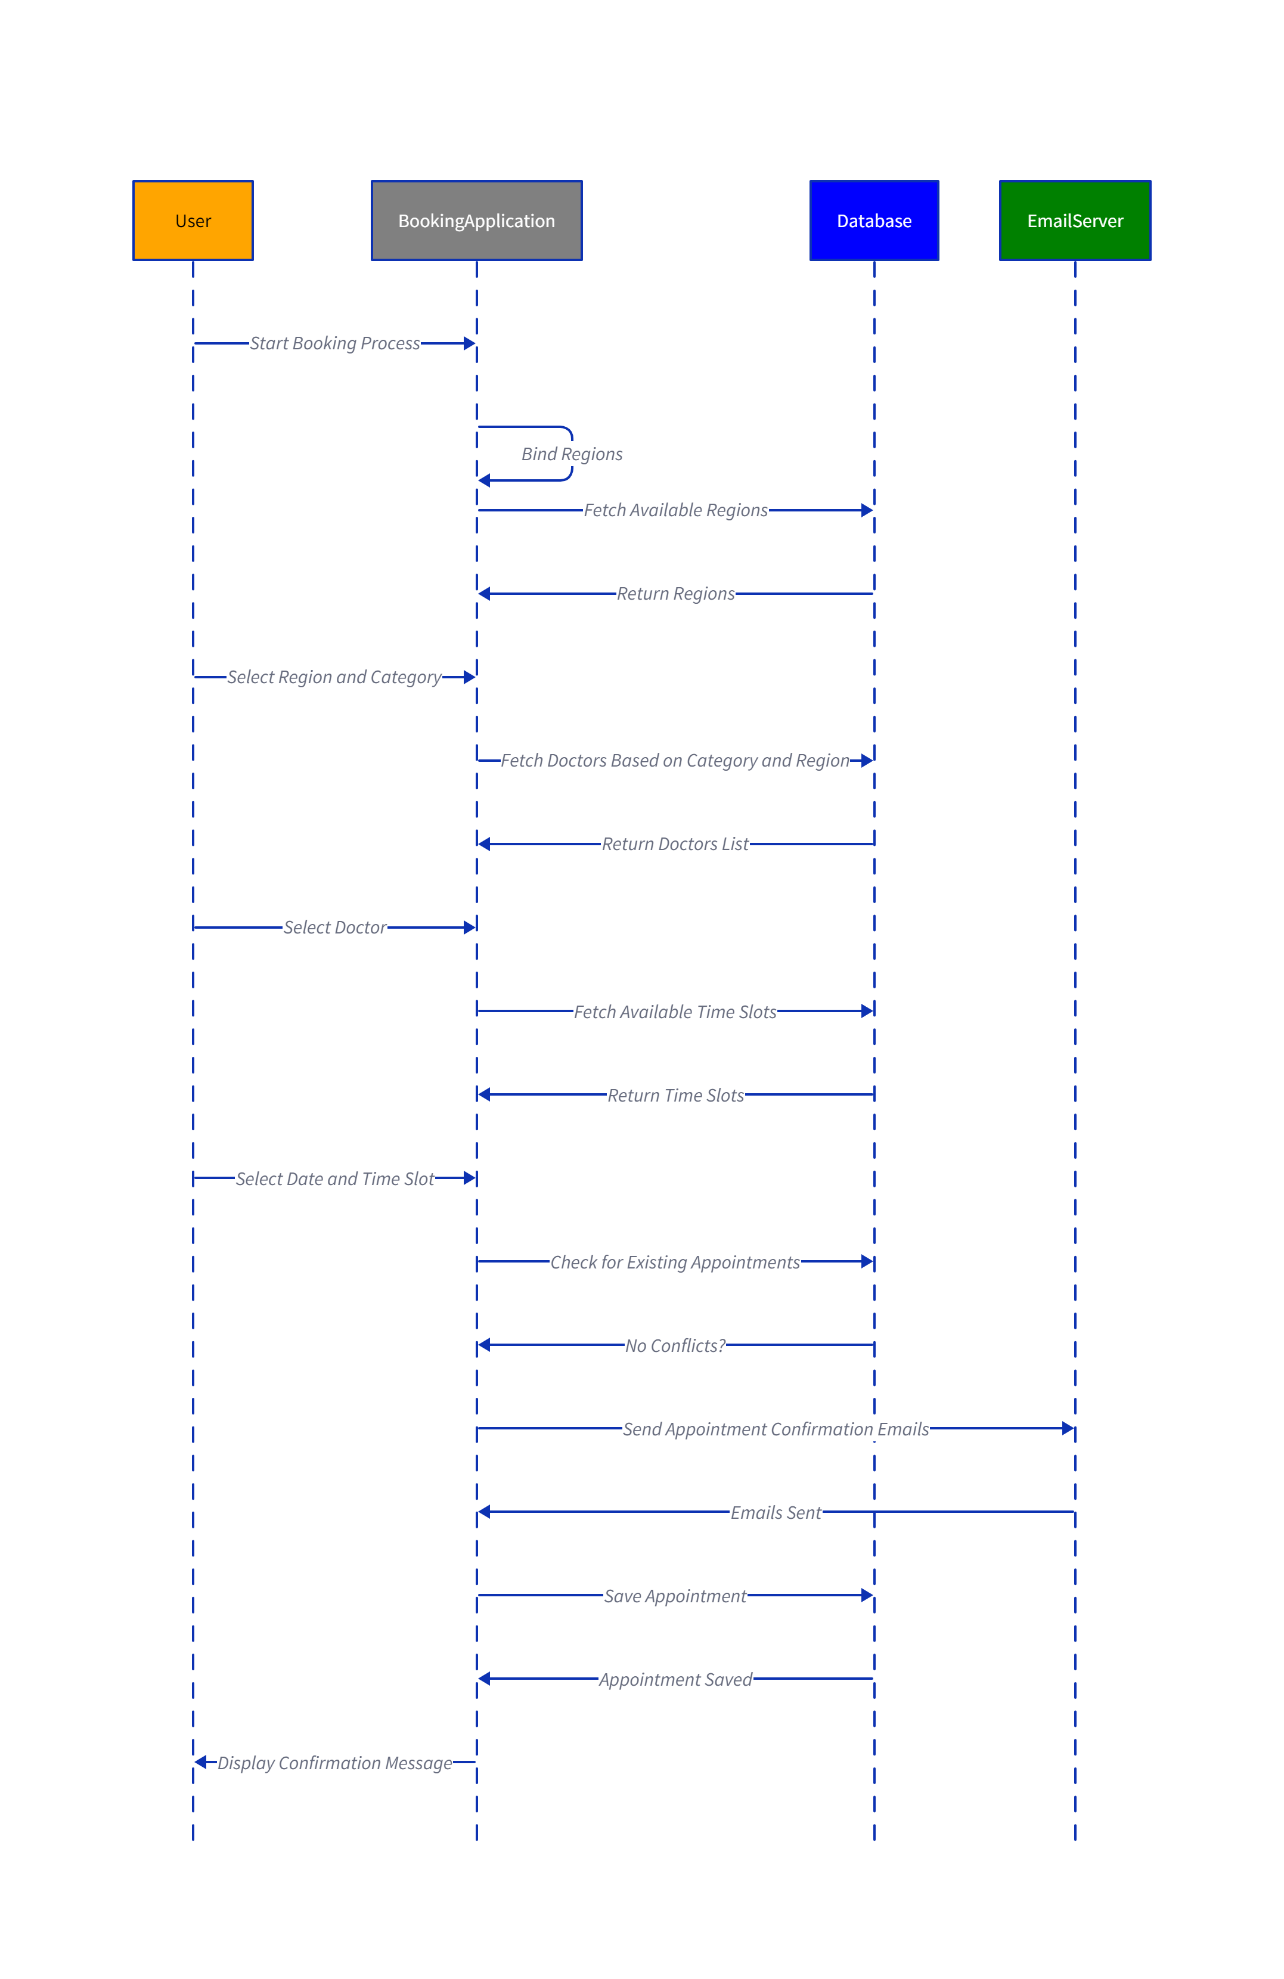 User
BookingApplication
Database
EmailServer
Start Booking Process
Bind Regions
Fetch Available Regions
Return Regions
Select Region and Category
Fetch Doctors Based on Category and Region
Return Doctors List
Select Doctor
Fetch Available Time Slots
Return Time Slots
Select Date and Time Slot
Check for Existing Appointments
No Conflicts?
Send Appointment Confirmation Emails
Emails Sent
Save Appointment
Appointment Saved
Display Confirmation Message